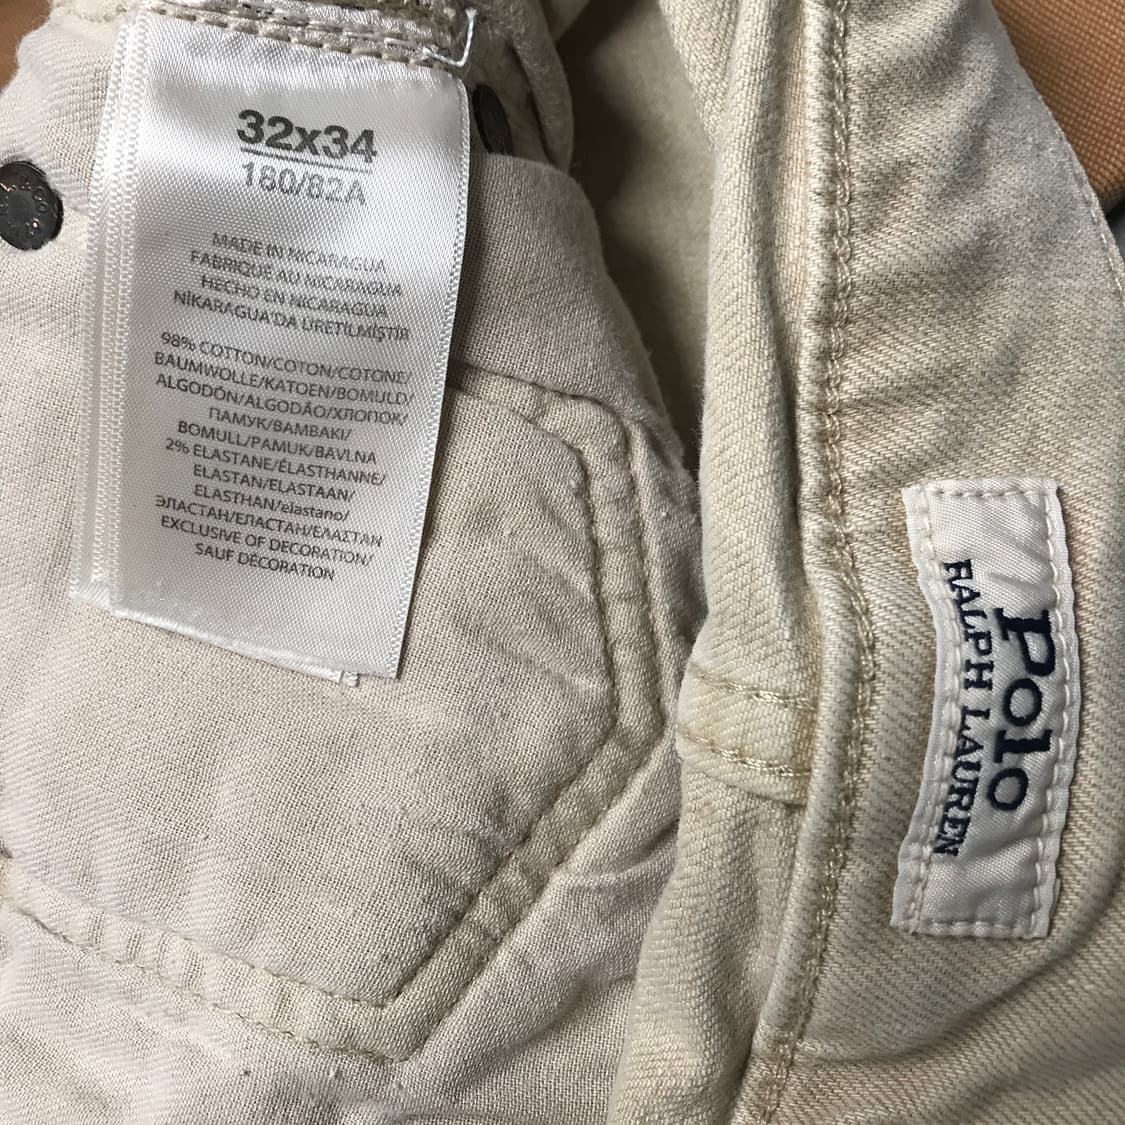 32x34
180/82A
MADE IN NICARAGUA
FABRIQUÉ AU NICARAGUA
HECHO EN NICARAGUA
NİKARAGUA'DA ÜRETİLMİŞTİR
98% COTTON/COTON/COTONE/
BAUMWOLLE/KATOEN/BOMULD/
ALGODÓN/ALGODÃO/ХЛОПОК/
ПАМУК/ΒΑΜΒΑΚΙ/
BOMULL/PAMUK/BAVLNA
2% ELASTANE/ÉLASTHANNE/
ELASTAN/ELASTAAN/
ELASTHAN/elastano/
ЭЛАСТАН/ЕЛАСТАН/ΕΛΑΣΤΑΝ
EXCLUSIVE OF DECORATION/
SAUF DÉCORATION
Polo
RALPH LAUREN